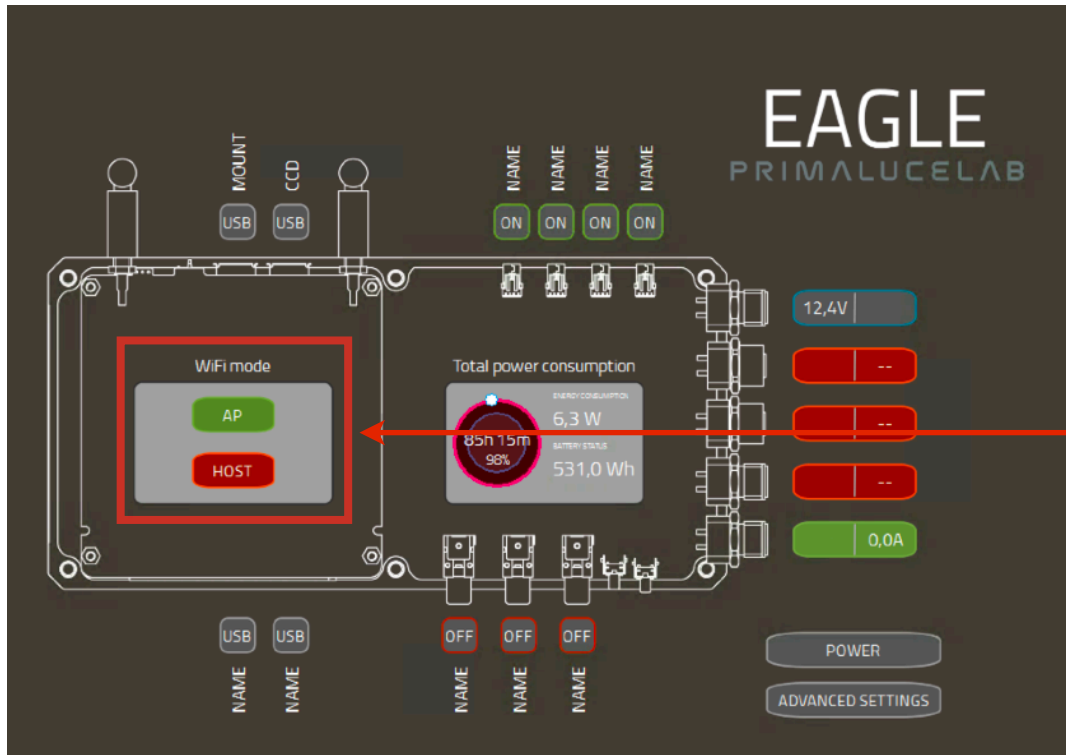 EAGLE
PRIMALUCELAB
MOUNT
CCD
NAME
NAME
NAME
NAME
USB
USB
ON
ON
ON
ON
12,4V
--
--
--
0,0A
WiFi mode
AP
HOST
Total power consumption
ENERGY CONSUMPTION
6,3 W
85h 15m
98%
BATTERY STATUS
531,0 Wh
USB
USB
OFF
OFF
OFF
NAME
NAME
NAME
NAME
NAME
POWER
ADVANCED SETTINGS